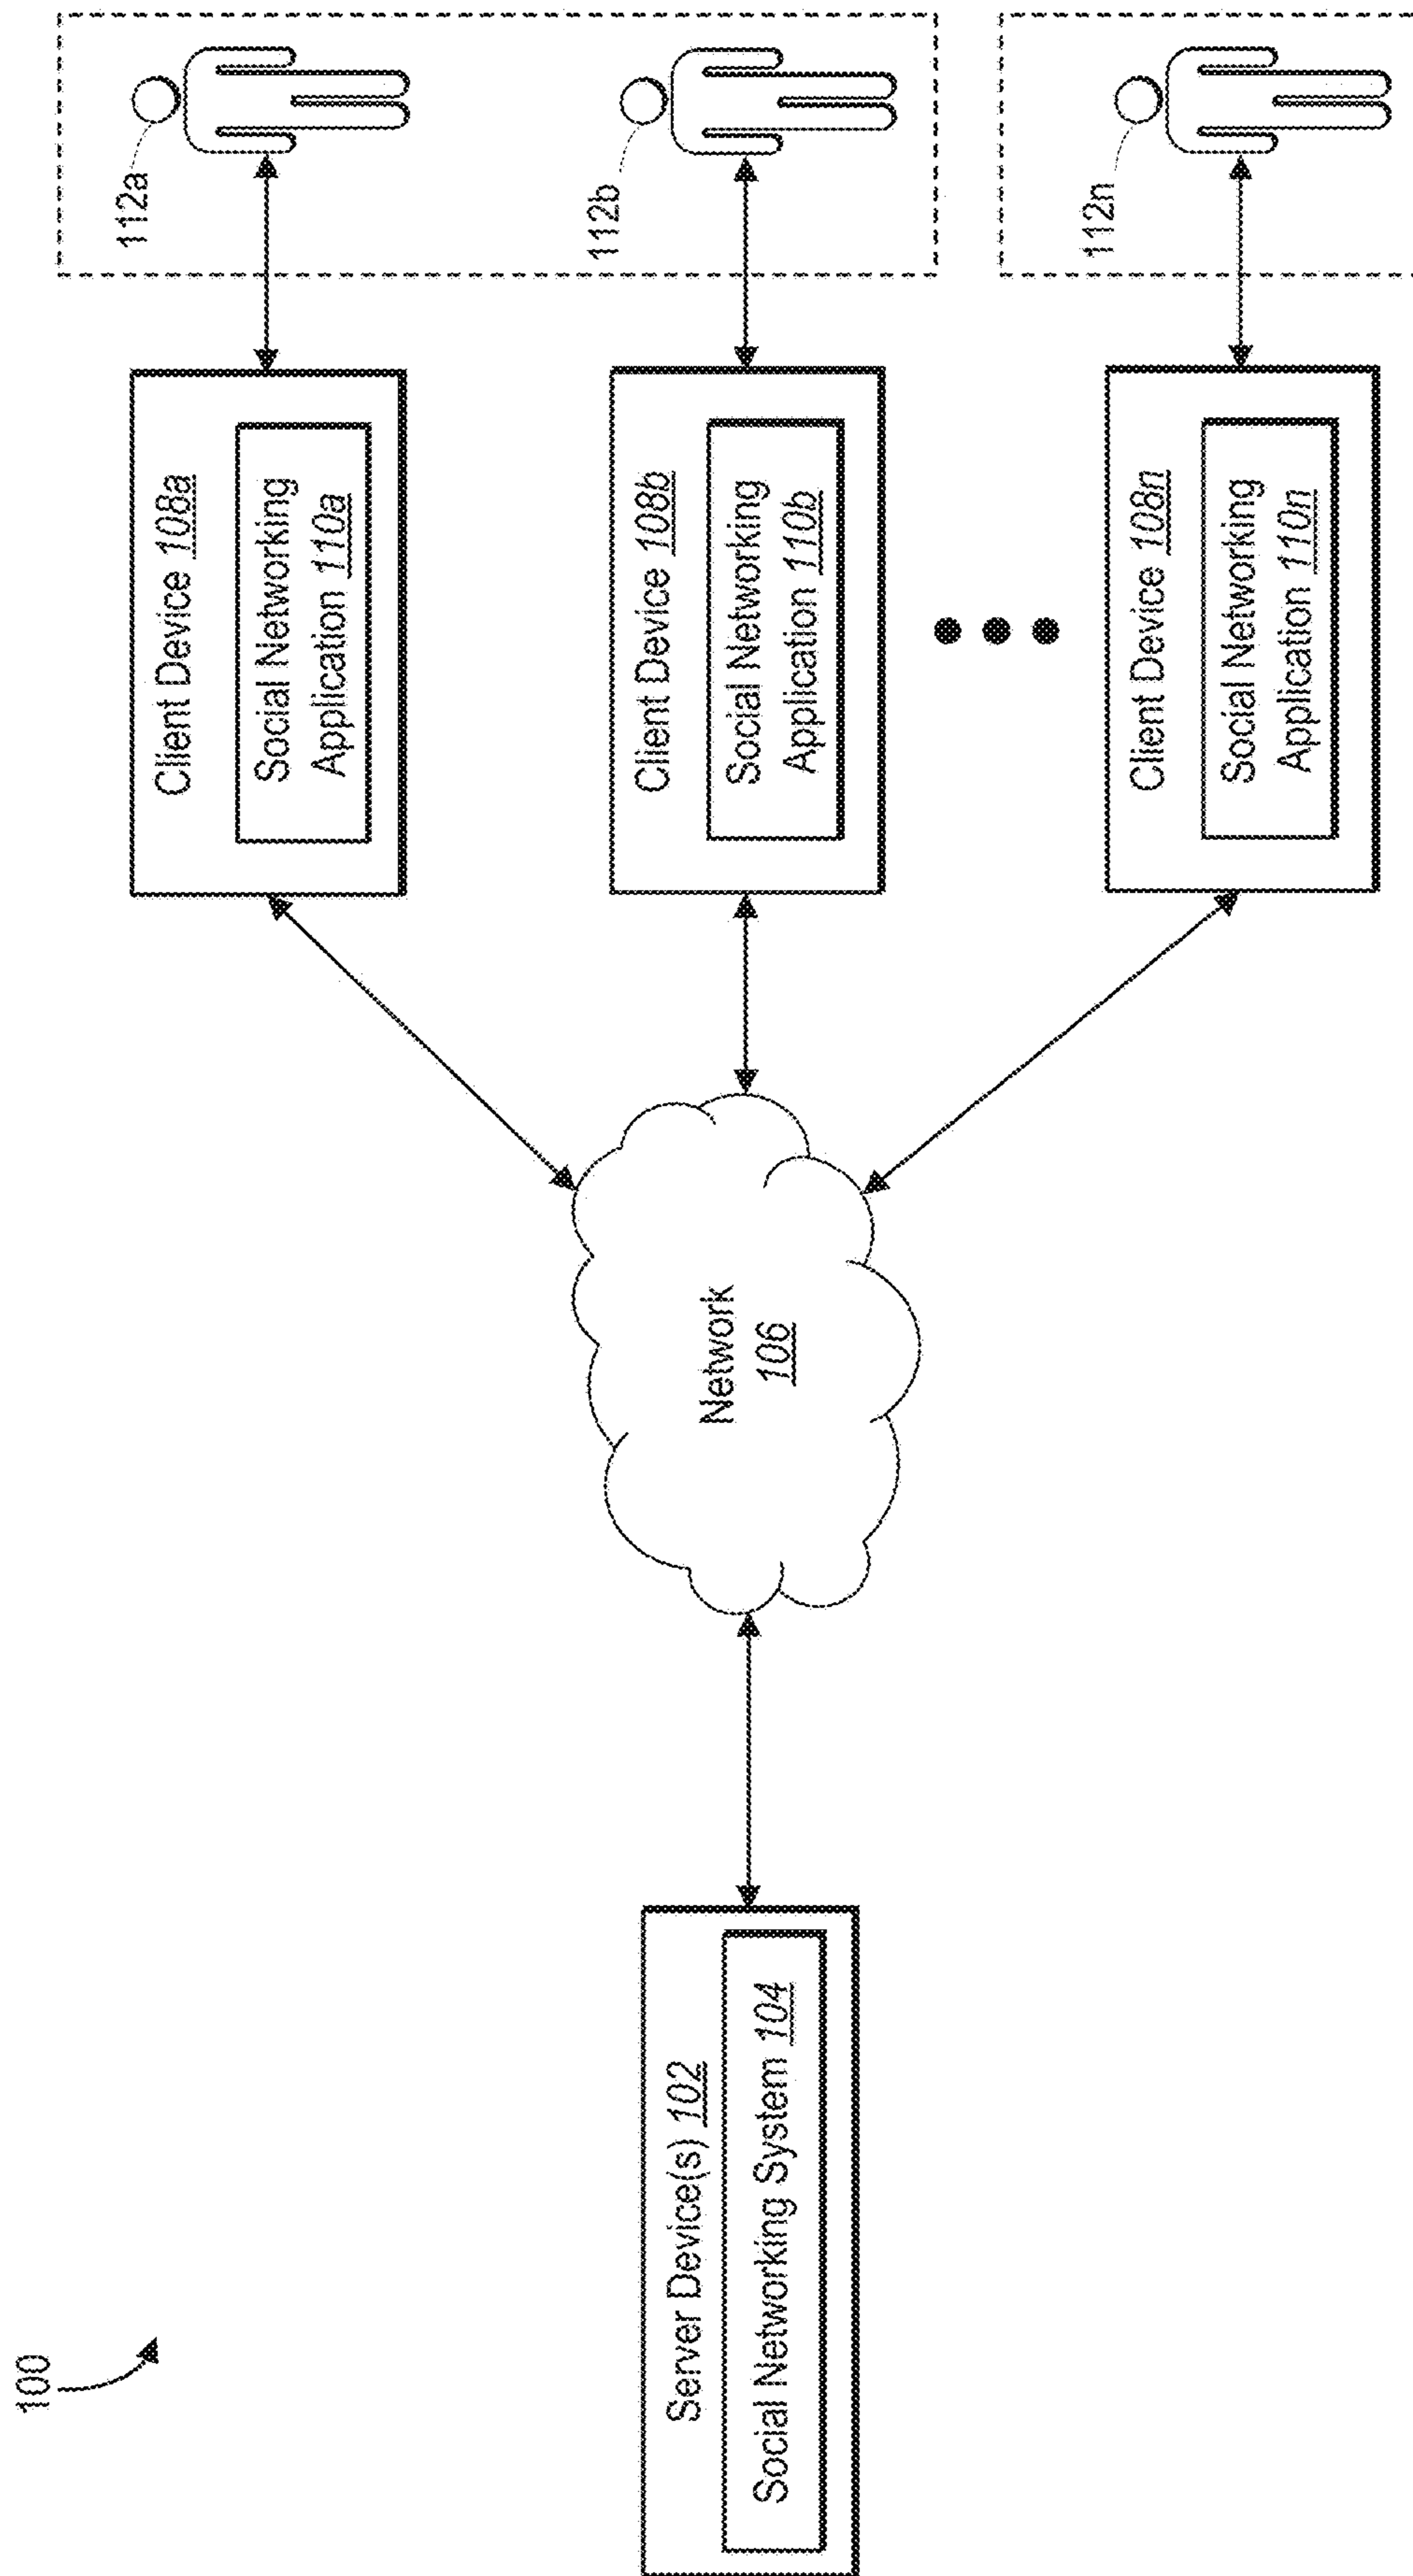 100
Server Device(s) 102
Social Networking System 104
Network
106
Client Device 108a
Social Networking
Application 110a
112a
Client Device 108b
Social Networking
Application 110b
112b
Client Device 108n
Social Networking
Application 110n
112n